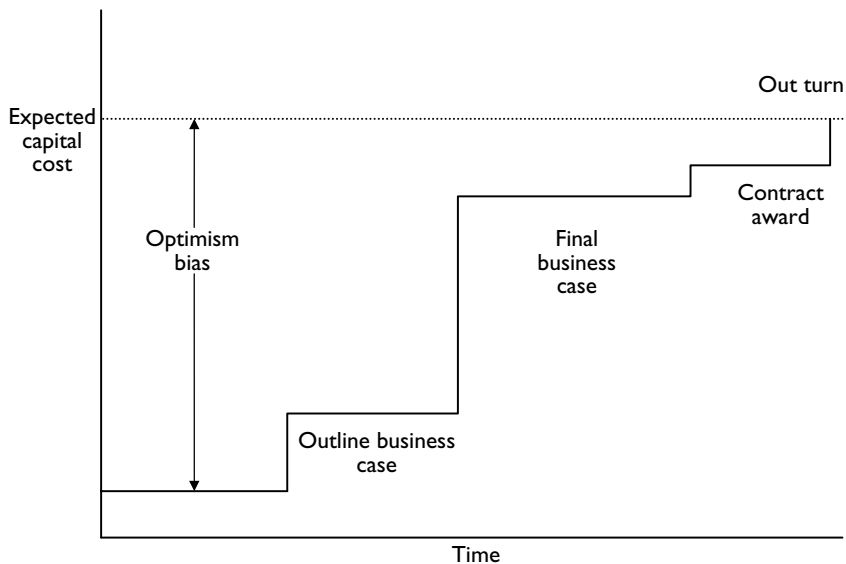 Out turn
Expected
capital
cost
Contract
award
Optimism
bias
Final
business
case
Outline business
case
Time